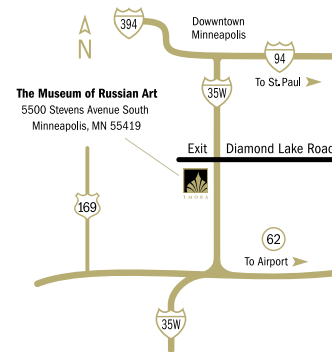 394
Dowwntown
Minneapolis
N
94
To St. Paul
35W
The Museum of Russian Art
5500 Stevens Avenue South
Minneapolis, MN 55419
Exit Diamond Lake Road
TMORA
169
62
To Airport
35W